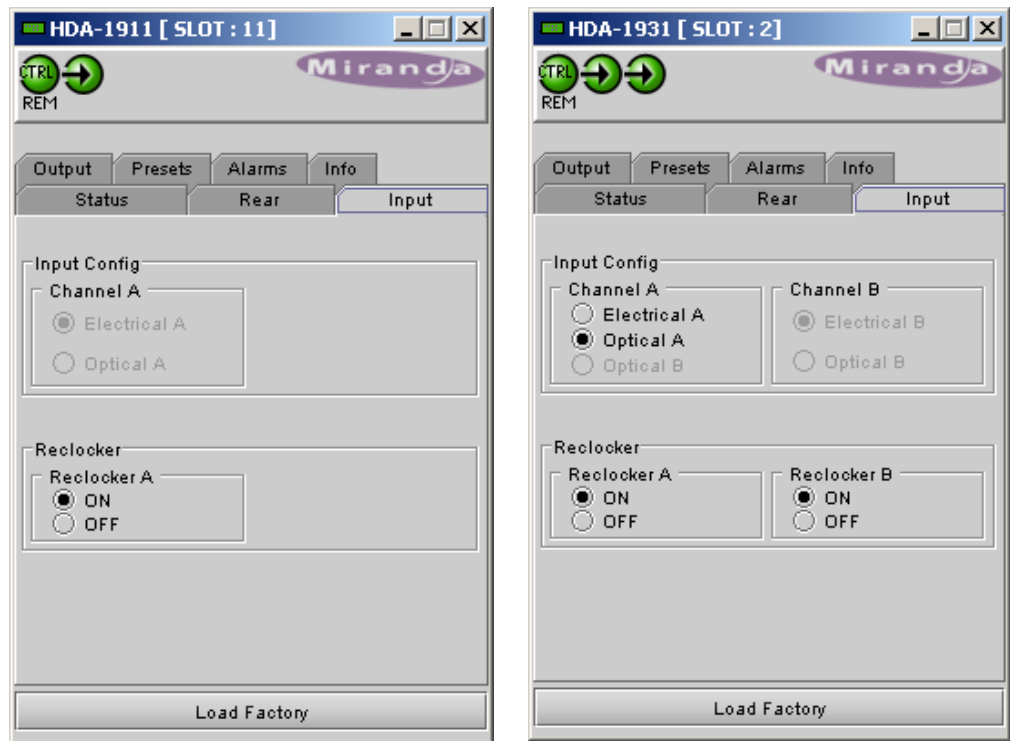 HDA-1911 [ SLOT : 11]
CTRL
REM
Miranda
Output Presets Alarms Info
Status Rear Input
Input Config
Channel A
Electrical A
Optical A
Reclocker
Reclocker A
ON
OFF
Load Factory
HDA-1931 [ SLOT : 2]
CTRL
REM
Miranda
Output Presets Alarms Info
Status Rear Input
Input Config
Channel A
Electrical A
Optical A
Optical B
Channel B
Electrical B
Optical B
Reclocker
Reclocker A
ON
OFF
Reclocker B
ON
OFF
Load Factory